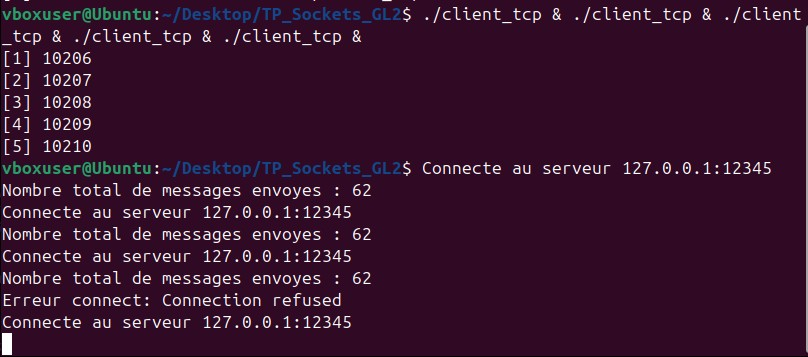 vboxuser@Ubuntu:~/Desktop/TP_Sockets_GL2$ ./client_tcp & ./client_tcp & ./client
_tcp & ./client_tcp & ./client_tcp &
[1] 10206
[2] 10207
[3] 10208
[4] 10209
[5] 10210
vboxuser@Ubuntu:~/Desktop/TP_Sockets_GL2$ Connecte au serveur 127.0.0.1:12345
Nombre total de messages envoyes : 62
Connecte au serveur 127.0.0.1:12345
Nombre total de messages envoyes : 62
Connecte au serveur 127.0.0.1:12345
Nombre total de messages envoyes : 62
Erreur connect: Connection refused
Connecte au serveur 127.0.0.1:12345